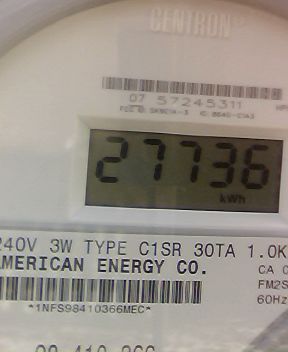 CENTRON®
07 57245311
27736
kWh
240V 3W TYPE C1SR 30TA 1.0K
AMERICAN ENERGY CO.
CA
FM2S
60Hz
*1NFS98410366MEC*